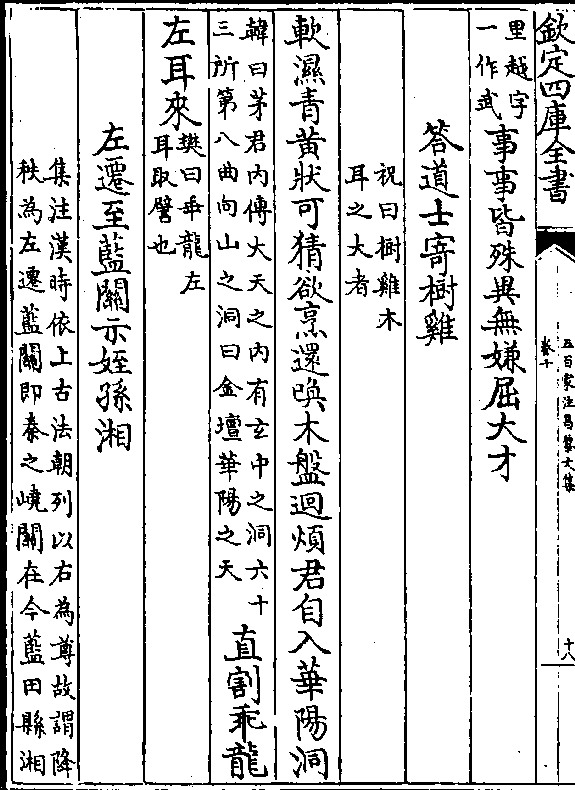 欽定四庫全書
五百家注昌黎文集
卷十
十八
里越字
一作哉
事事皆殊異無嫌屈大才
答道士寄樹雞
祝曰樹雞木
耳之大者
軟濕青黃狀可猜欲烹還喚木盤迴煩君自入華陽洞
韓曰茅君內傳大天之內有玄中之洞六十
三所第八曲向山之洞曰金壇華陽之天
直割乖龍
左耳來
樊曰乖龍左
耳取譬也
左遷至藍關示姪孫湘
集注漢時依上古法朝列以右為尊故謂降
秩為左遷藍關即秦之嶢關在今藍田縣湘